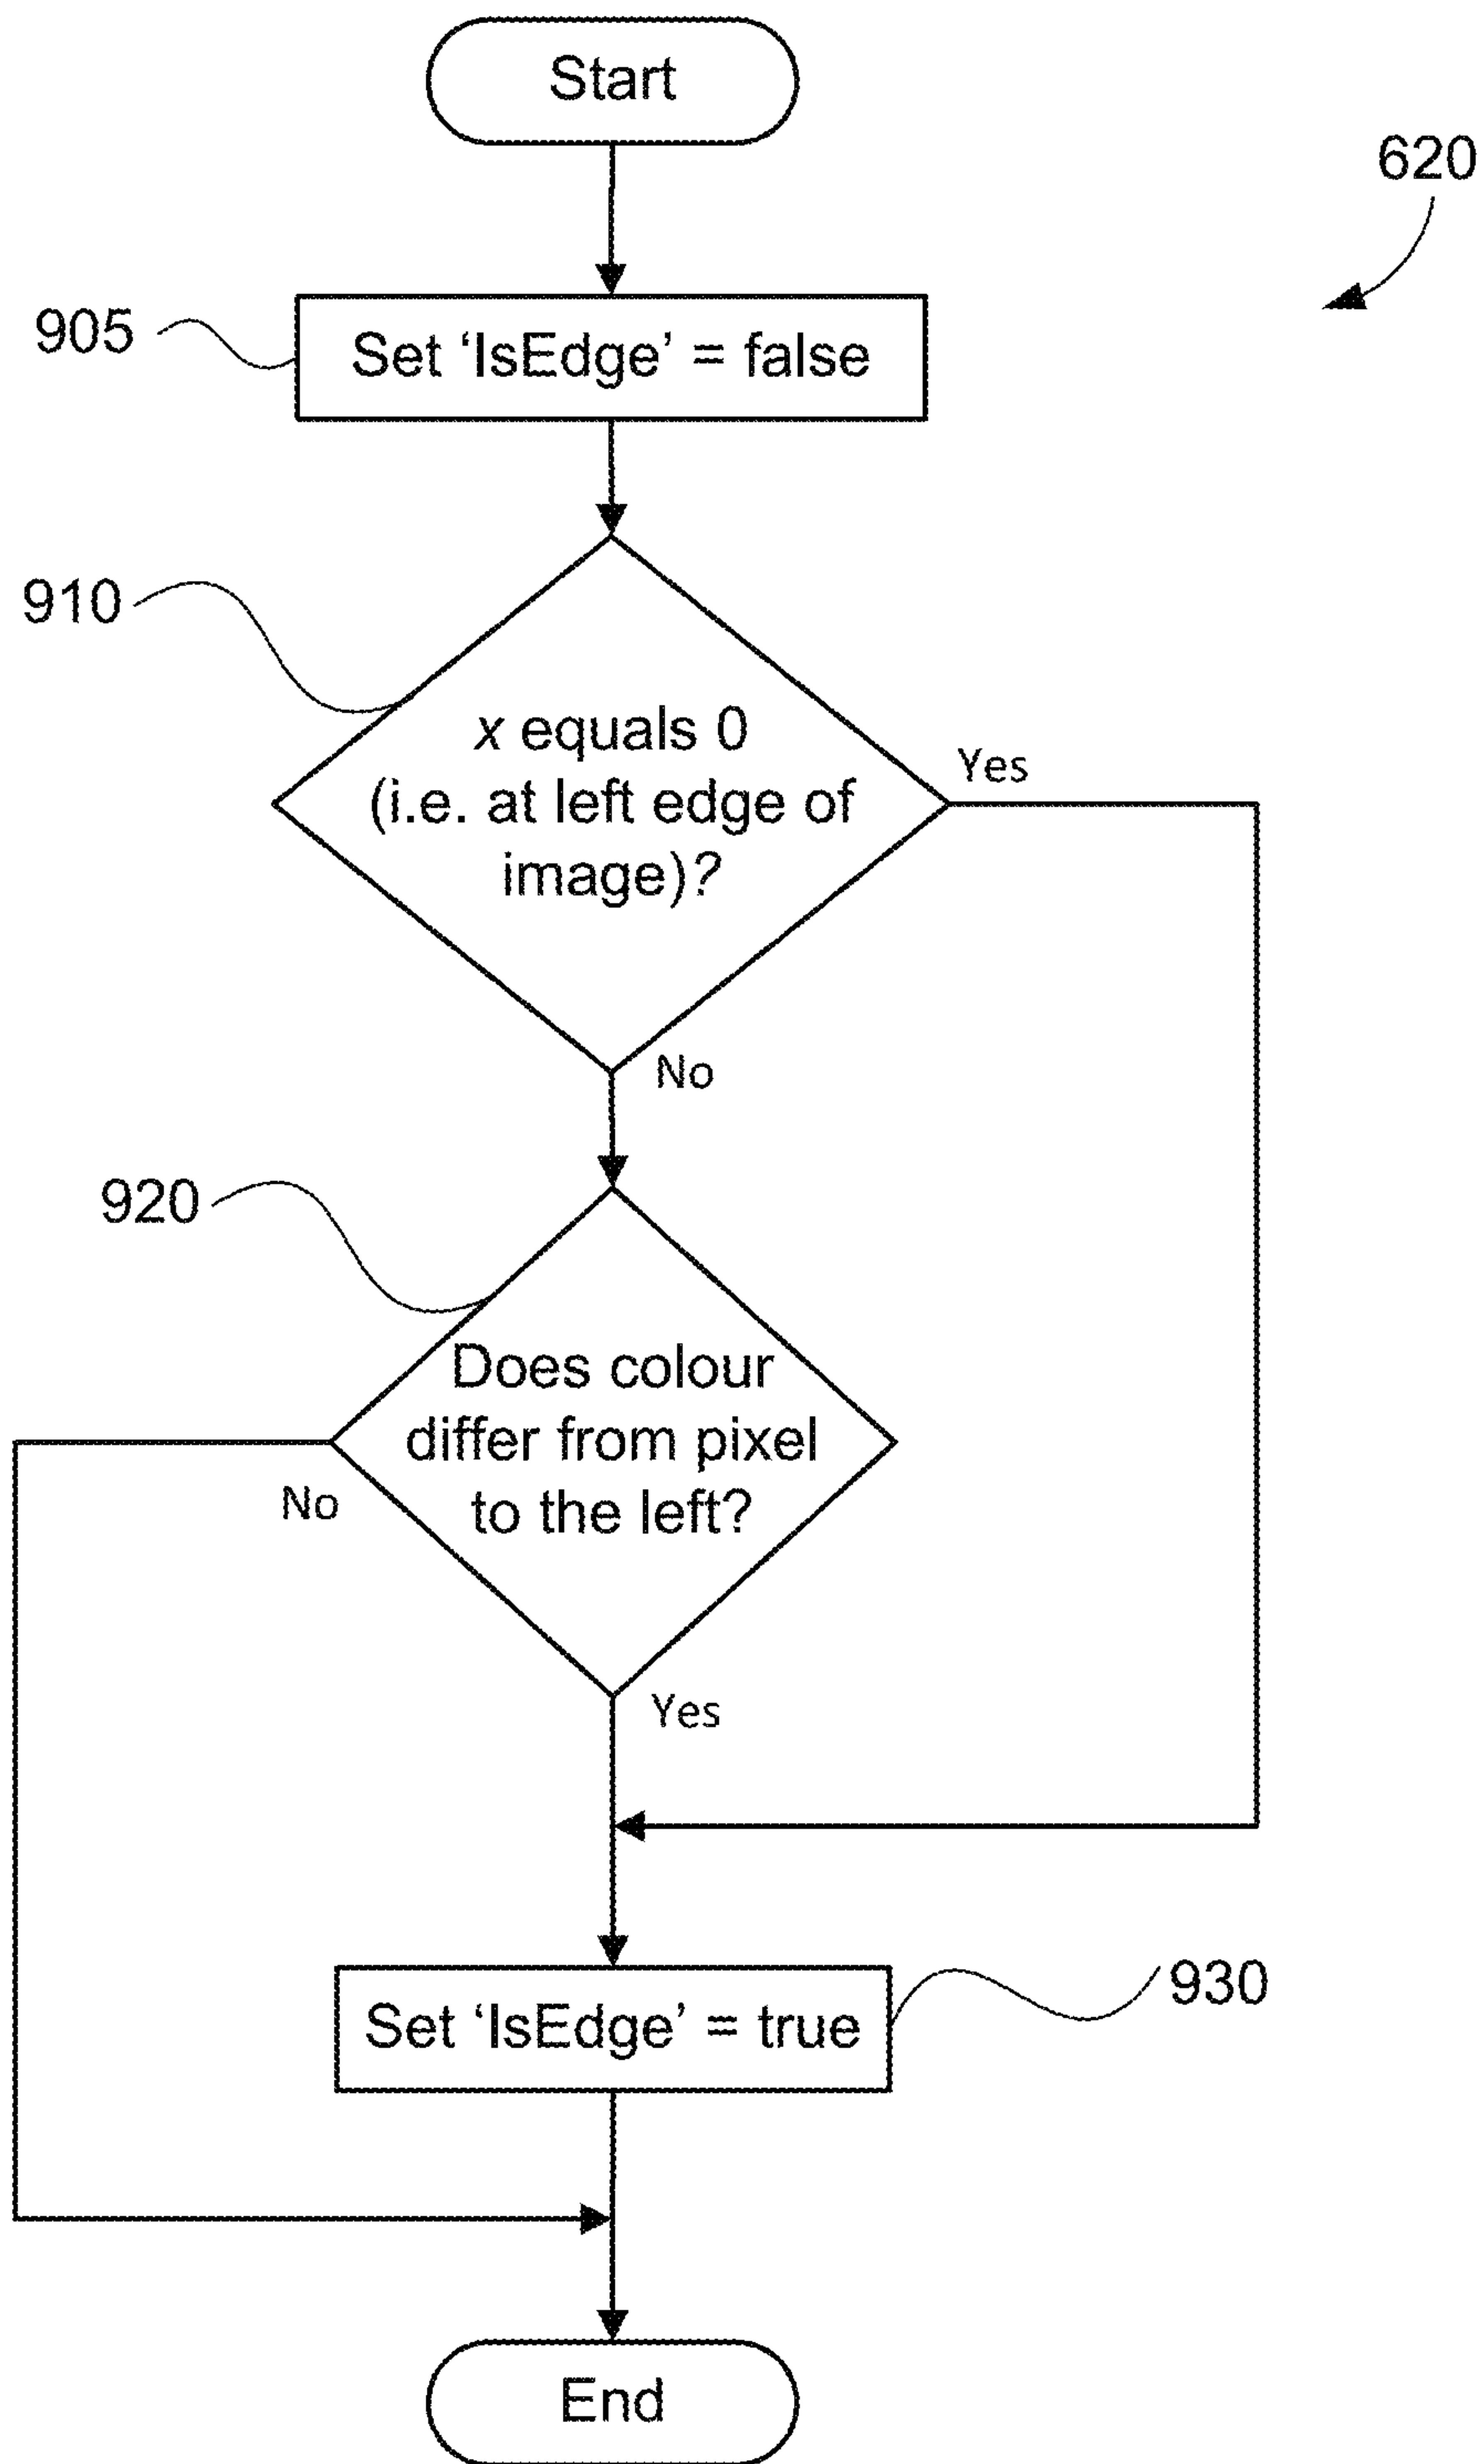 Start
620
905
Set ‘IsEdge’ = false
910
x equals 0
(i.e. at left edge of
image)?
Yes
No
920
Does colour
differ from pixel
to the left?
No
Yes
930
Set ‘IsEdge’ = true
End